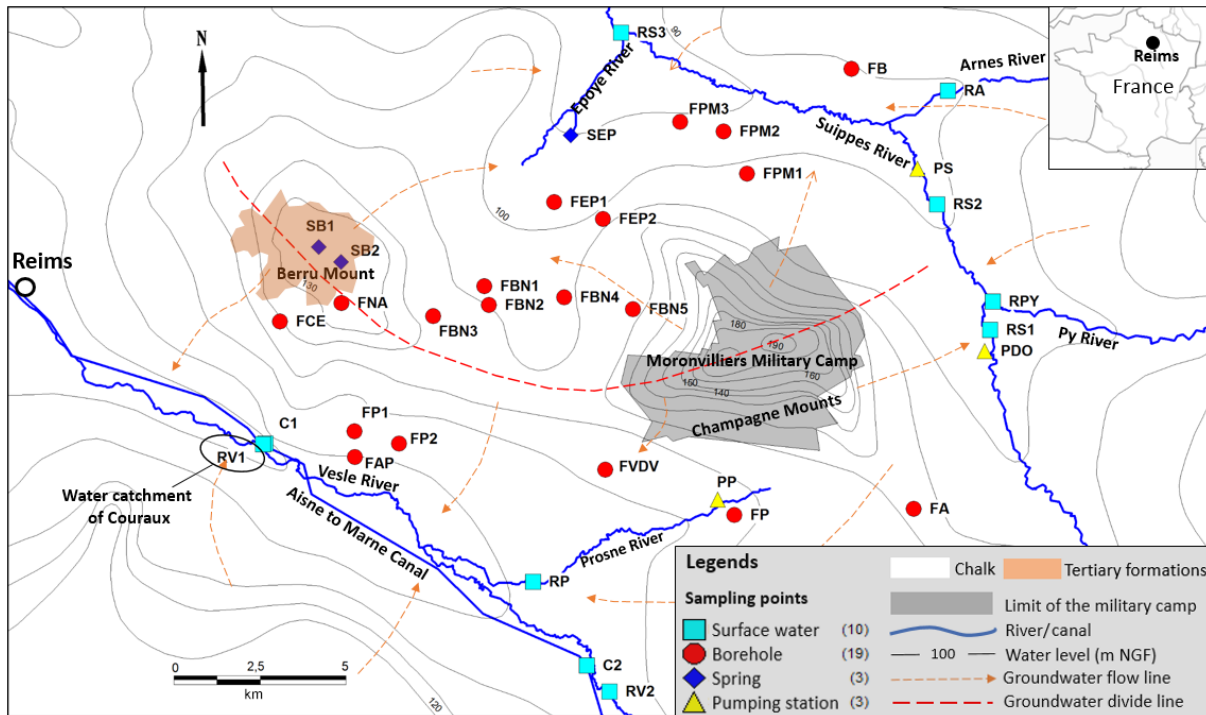 N
RS3
90
FB
Arnes River
RA
Reims
France
Epoye River
SEP
FPM3
FPM2
Suippes River
PS
FPM1
RS2
100
FEP1
FEP2
SB1
SB2
Berru Mount
130
Reims
FNA
FCE
FBN1
FBN2
FBN3
FBN4
FBN5
180
190
Moronvilliers Military Camp
150
160
140
Champagne Mounts
RPY
RS1
Py River
PDO
C1
RV1
FP1
FP2
FAP
Vesle River
Water catchment
of Couraux
Aisne to Marne Canal
FVDV
PP
FP
FA
Prosne River
RP
C2
RV2
120
0 2,5 5
km
Legends
Chalk
Tertiary formations
Sampling points
Limit of the military camp
Surface water (10)
River/canal
Borehole (19)
100 Water level (m NGF)
Spring (3)
Groundwater flow line
Pumping station (3)
Groundwater divide line